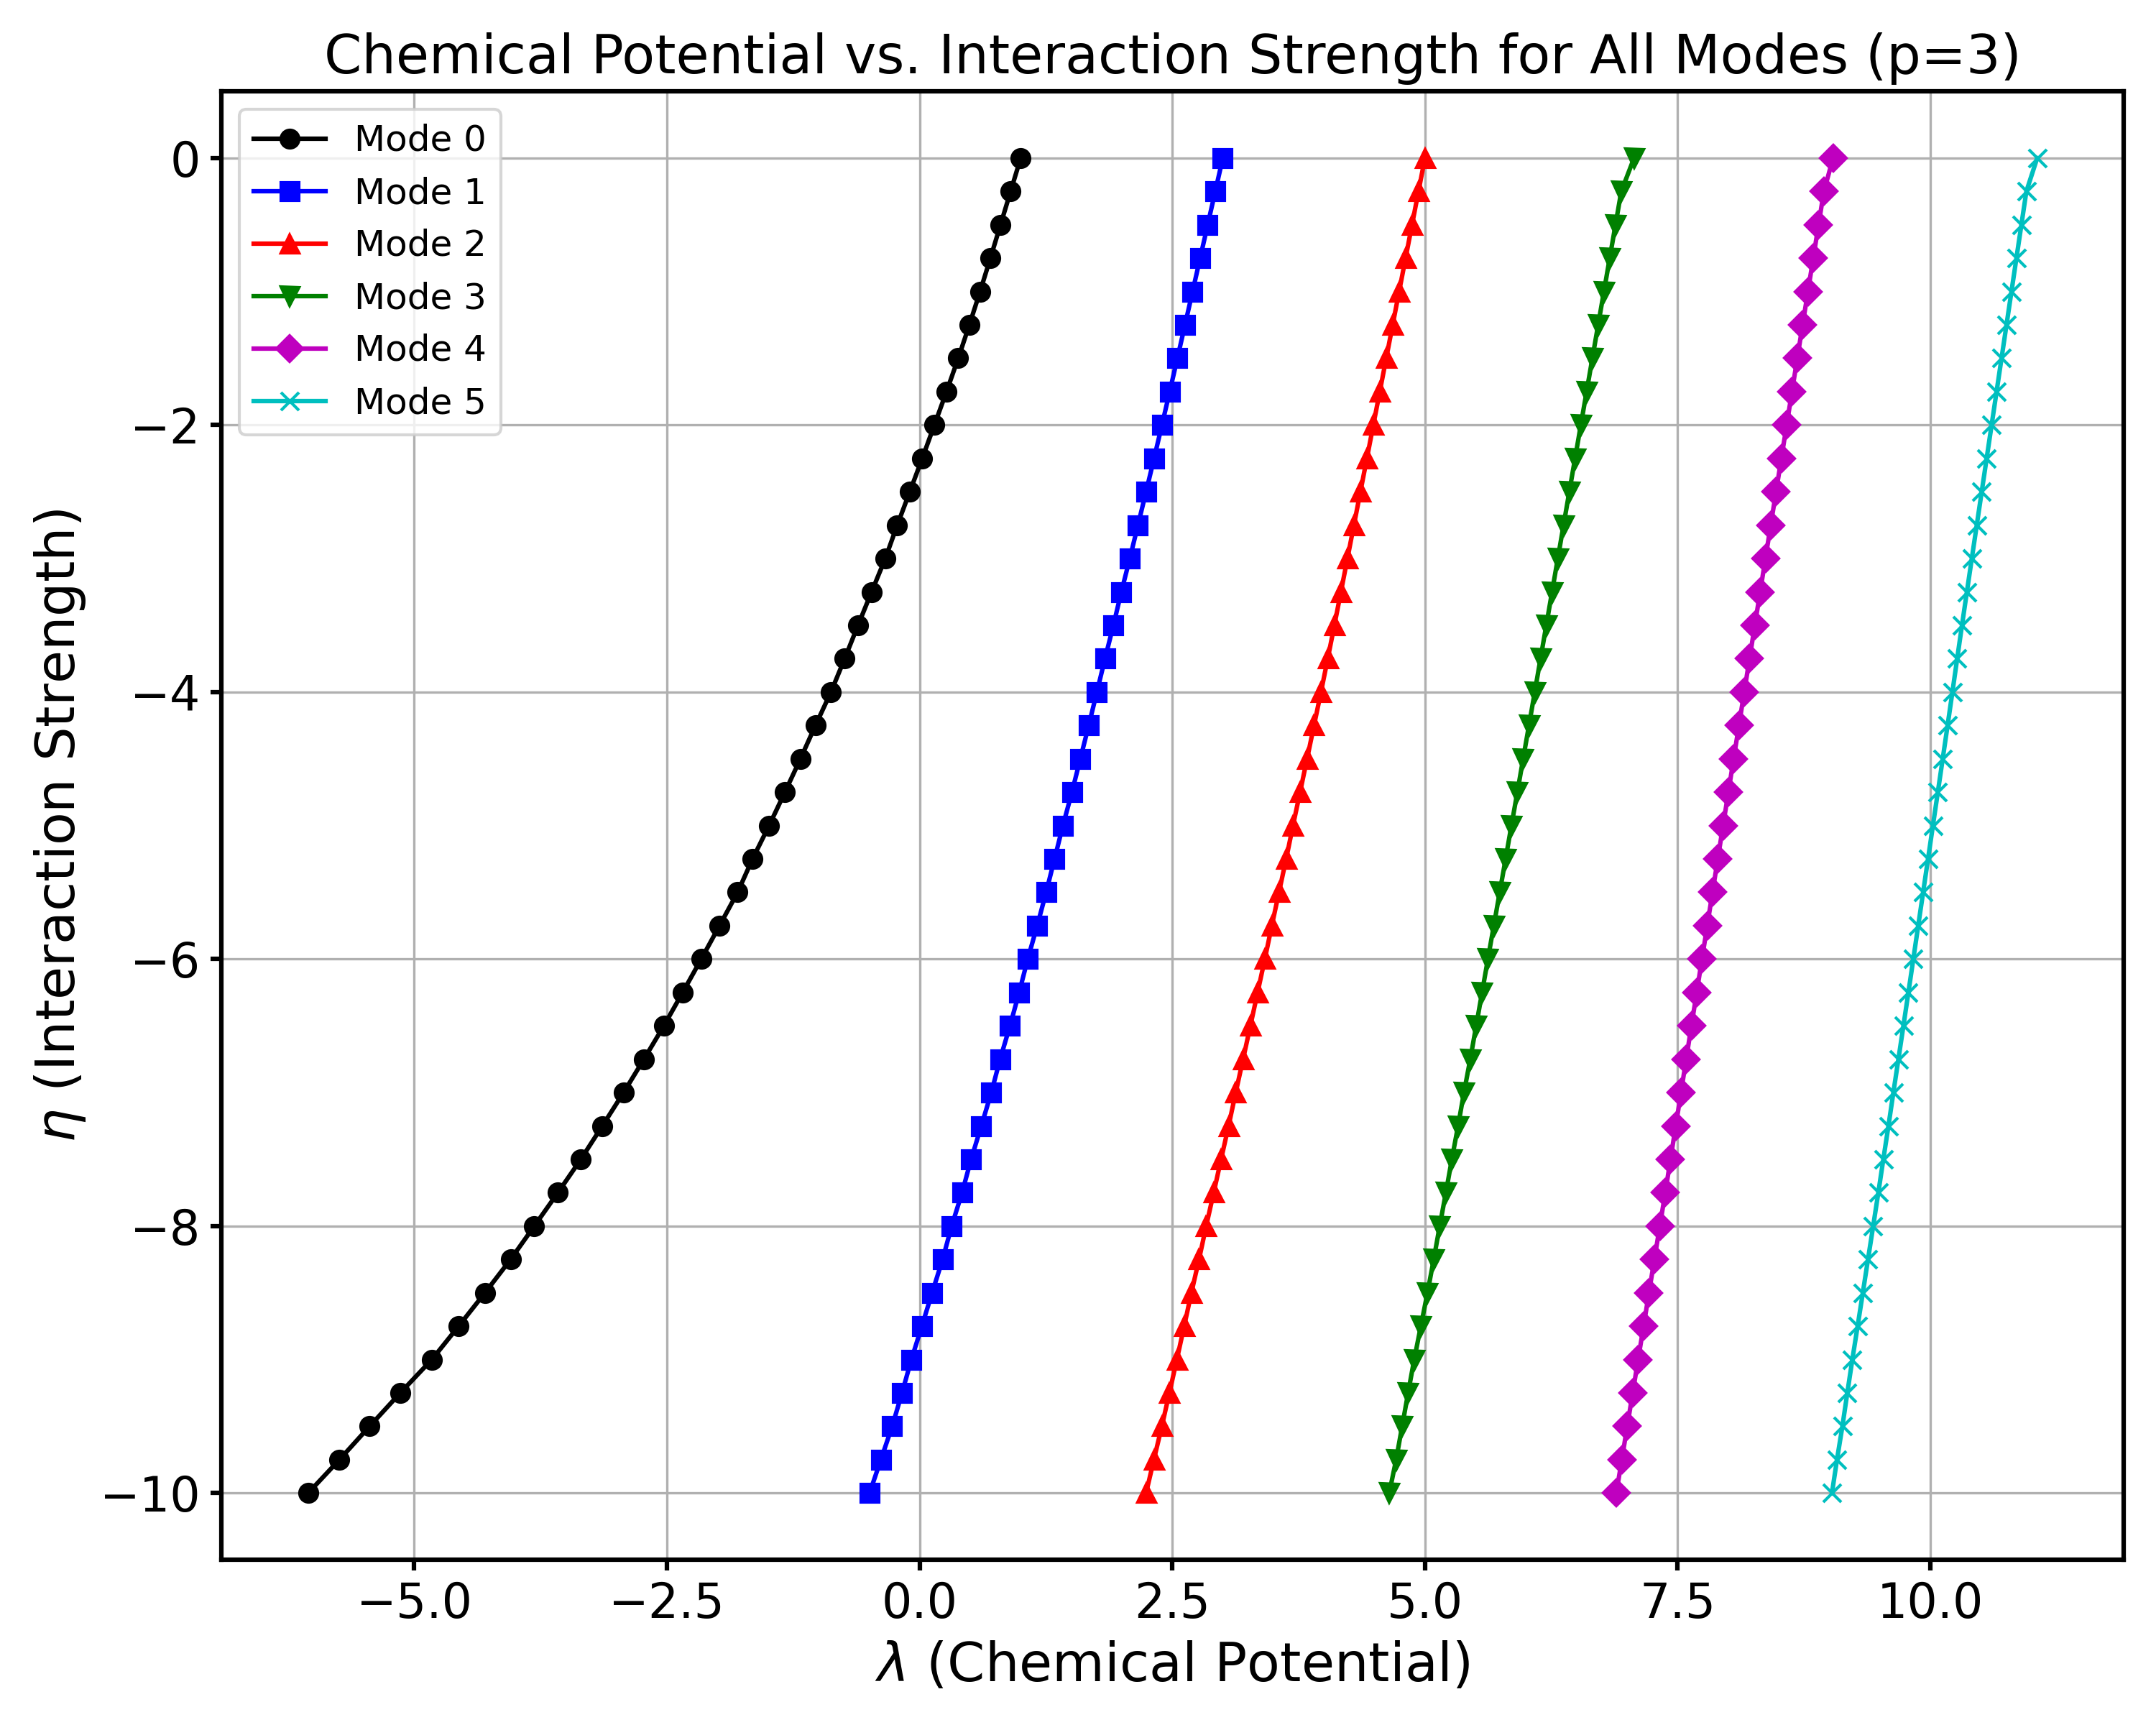 Chemical Potential vs. Interaction Strength for All Modes (p=3)
Mode 0
Mode 1
Mode 2
Mode 3
Mode 4
Mode 5
η (Interaction Strength)
0
−2
−4
−6
−8
−10
−5.0 −2.5 0.0 2.5 5.0 7.5 10.0
λ (Chemical Potential)